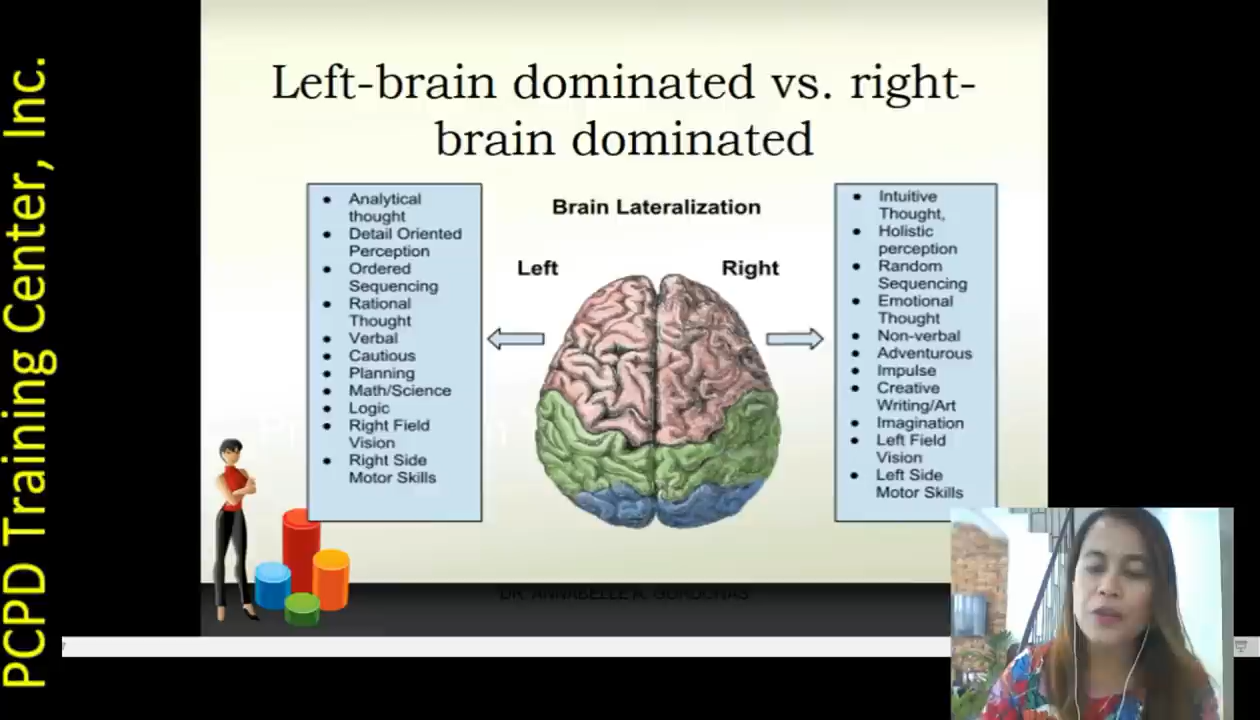 PCPD Training Center, Inc.
Left-brain dominated vs. right-
brain dominated
Analytical
thought
Detail Oriented
Perception
Ordered
Sequencing
Rational
Thought
Verbal
Cautious
Planning
Math/Science
Logic
Right Field
Vision
Right Side
Motor Skills
Brain Lateralization
Left
Right
Intuitive
Thought,
Holistic
perception
Random
Sequencing
Emotional
Thought
Non-verbal
Adventurous
Impulse
Creative
Writing/Art
Imagination
Left Field
Vision
Left Side
Motor Skills
DR. ANNABELLE A.